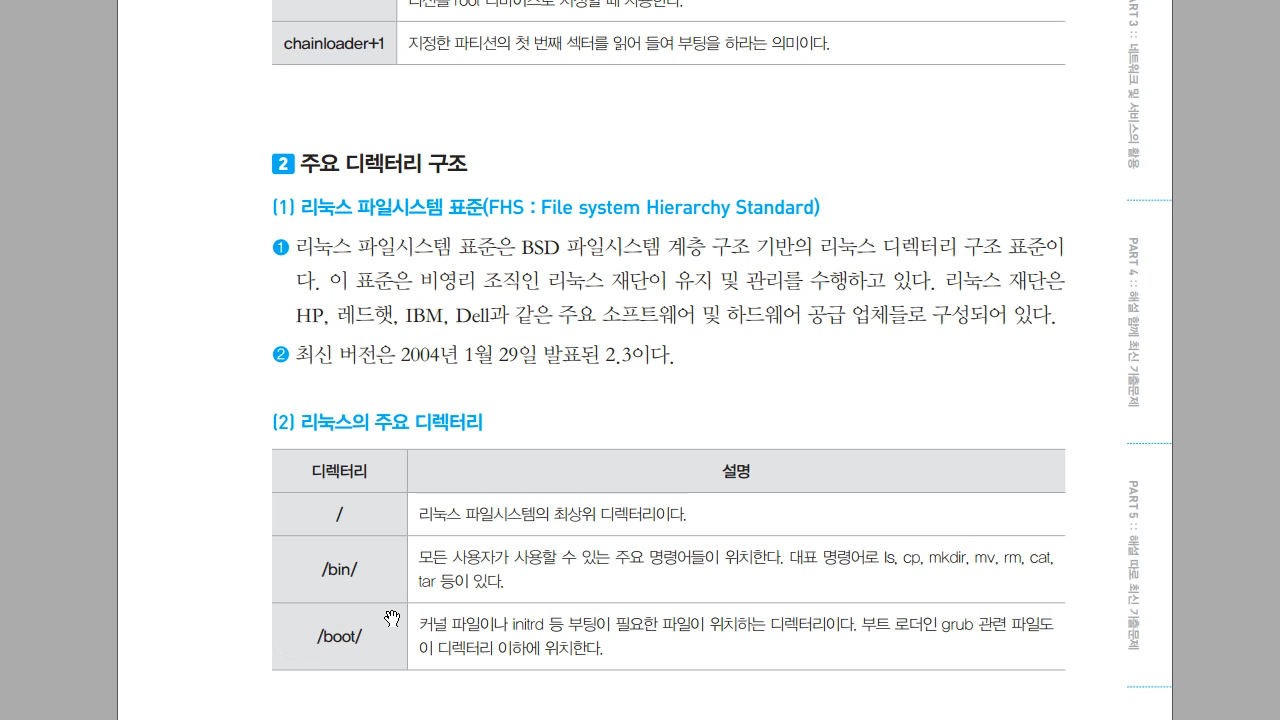 chainloader+1 지정한 파티션의 첫 번째 섹터를 읽어 들여 부팅을 하라는 의미이다.
2 주요 디렉터리 구조
(1) 리눅스 파일시스템 표준(FHS : File system Hierarchy Standard)
❶ 리눅스 파일시스템 표준은 BSD 파일시스템 계층 구조 기반의 리눅스 디렉터리 구조 표준이
다. 이 표준은 비영리 조직인 리눅스 재단이 유지 및 관리를 수행하고 있다. 리눅스 재단은
HP, 레드햇, IBM, Dell과 같은 주요 소프트웨어 및 하드웨어 공급 업체들로 구성되어 있다.
❷ 최신 버전은 2004년 1월 29일 발표된 2.3이다.
(2) 리눅스의 주요 디렉터리
디렉터리 설명
/ 리눅스 파일시스템의 최상위 디렉터리이다.
/bin/ 모든 사용자가 사용할 수 있는 주요 명령어들이 위치한다. 대표 명령어로 ls, cp, mkdir, mv, rm, cat,
tar 등이 있다.
/boot/ 커널 파일이나 initrd 등 부팅이 필요한 파일이 위치하는 디렉터리이다. 부트 로더인 grub 관련 파일도
이 디렉터리 이하에 위치한다.
PART 3 :: 네트워크 및 서비스의 활용
PART 4 :: 해설 함께 최신 기출문제
PART 5 :: 해설 따로 최신 기출문제